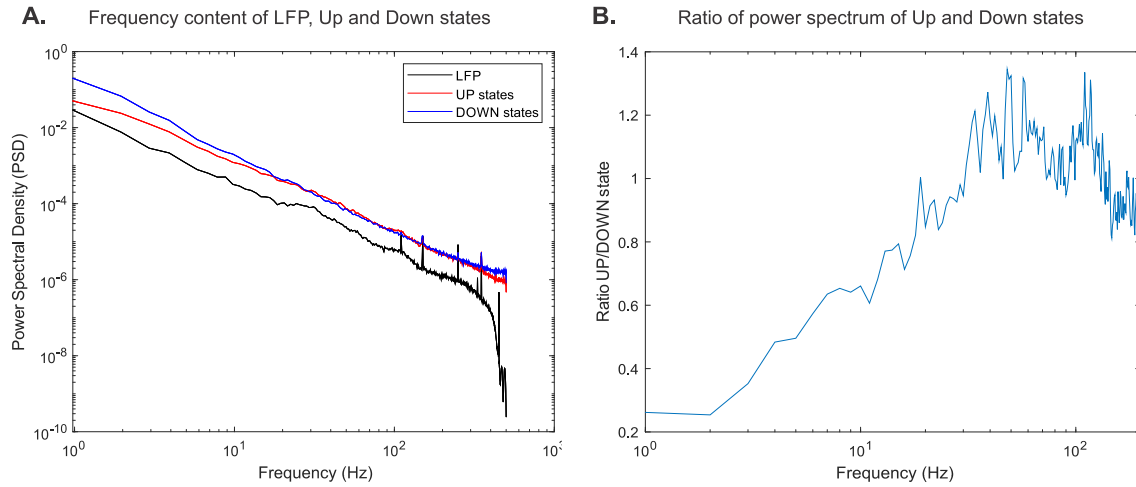 A. Frequency content of LFP, Up and Down states
10^0
10^-2
10^-4
10^-6
10^-8
10^-10
Power Spectral Density (PSD)
LFP
UP states
DOWN states
10^0 10^1 10^2 10^3
Frequency (Hz)
B. Ratio of power spectrum of Up and Down states
1.4
1.2
1
0.8
0.6
0.4
0.2
Ratio UP/DOWN state
10^0 10^1 10^2
Frequency (Hz)